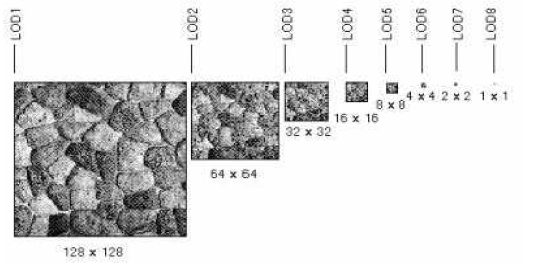 LOD1
LOD2
LOD3
LOD4
LOD5
LOD6
LOD7
LOD8
128 x 128
64 x 64
32 x 32
16 x 16
8 x 8
4 x 4
2 x 2
1 x 1